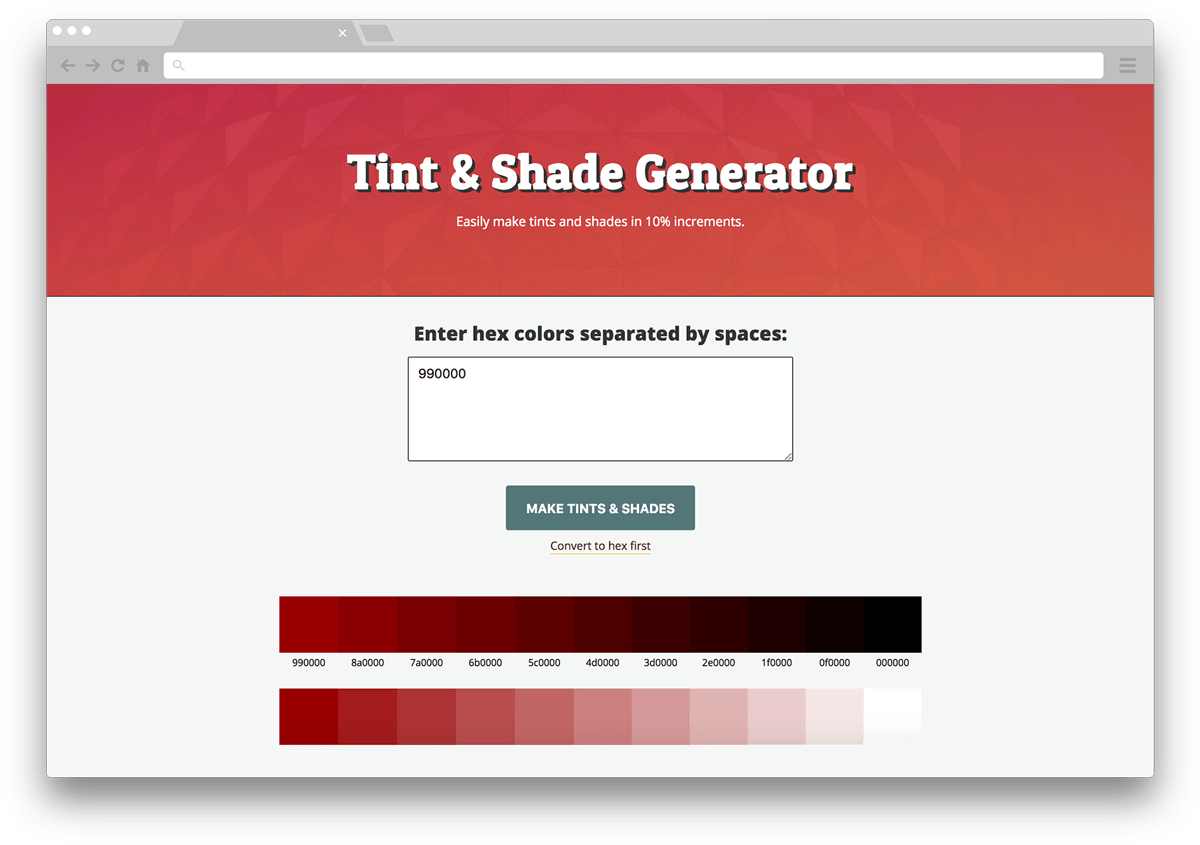 Tint & Shade Generator
Easily make tints and shades in 10% increments.
Enter hex colors separated by spaces:
990000
MAKE TINTS & SHADES
Convert to hex first
990000 8a0000 7a0000 6b0000 5c0000 4d0000 3d0000 2e0000 1f0000 0f0000 000000